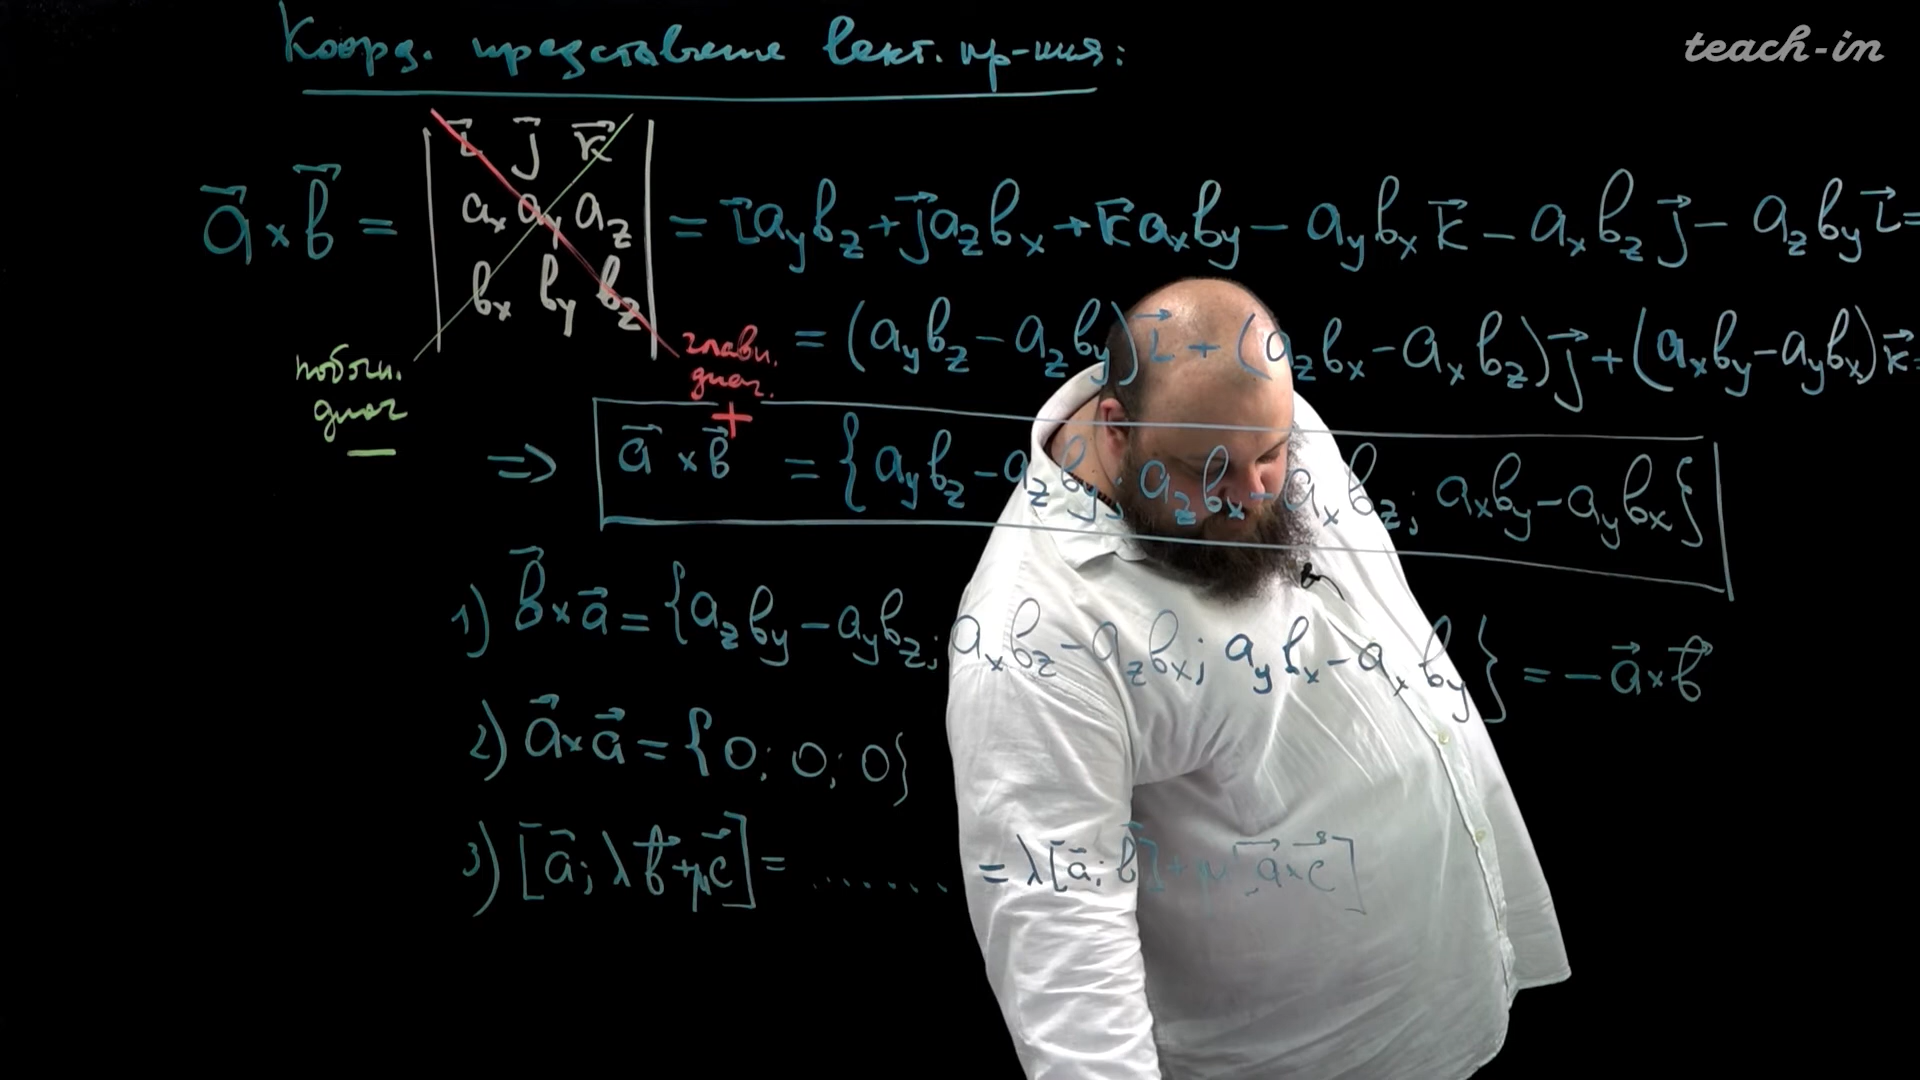 teach-in
Коорд. представление вект. пр-ния:
a⃗ × b⃗ = | i⃗ j⃗ k⃗ | = i⃗ a_y b_z + j⃗ a_z b_x + k⃗ a_x b_y − a_y b_x k⃗ − a_x b_z j⃗ − a_z b_y i⃗ =
| a_x a_y a_z |
| b_x b_y b_z |
= (a_y b_z − a_z b_y) i⃗ + (a_z b_x − a_x b_z) j⃗ + (a_x b_y − a_y b_x) k⃗ =
побочн. диаг −
главн. диаг. +
=> a⃗ × b⃗ = {a_y b_z − a_z b_y; a_z b_x − a_x b_z; a_x b_y − a_y b_x}
1) b⃗ × a⃗ = {a_z b_y − a_y b_z; a_x b_z − a_z b_x; a_y b_x − a_x b_y} = − a⃗ × b⃗
2) a⃗ × a⃗ = {0; 0; 0}
3) [a⃗; λb⃗ + μc⃗] = ....... = λ[a⃗; b⃗] + μ[a⃗ × c⃗]